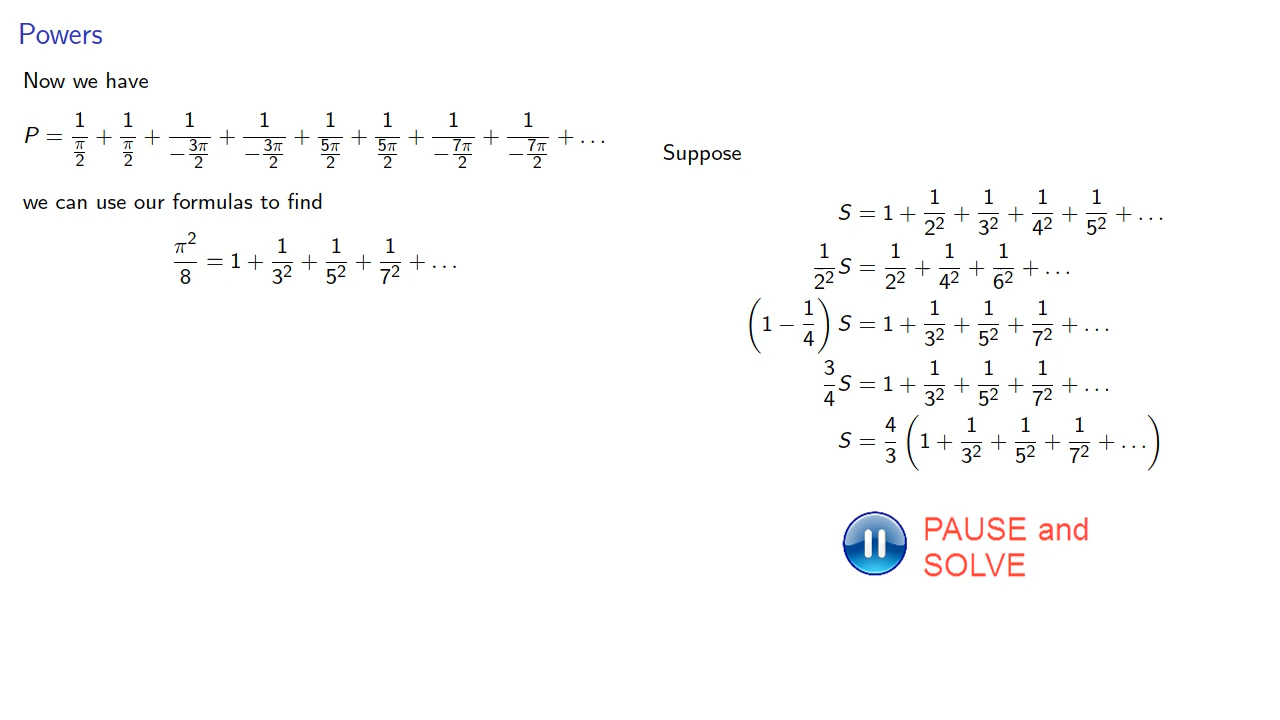 Powers
Now we have
P = 1/(π/2) + 1/(π/2) + 1/(−3π/2) + 1/(−3π/2) + 1/(5π/2) + 1/(5π/2) + 1/(−7π/2) + 1/(−7π/2) + ...
we can use our formulas to find
π²/8 = 1 + 1/3² + 1/5² + 1/7² + ...
Suppose
S = 1 + 1/2² + 1/3² + 1/4² + 1/5² + ...
1/2² S = 1/2² + 1/4² + 1/6² + ...
(1 − 1/4) S = 1 + 1/3² + 1/5² + 1/7² + ...
3/4 S = 1 + 1/3² + 1/5² + 1/7² + ...
S = 4/3 (1 + 1/3² + 1/5² + 1/7² + ...)
PAUSE and
SOLVE